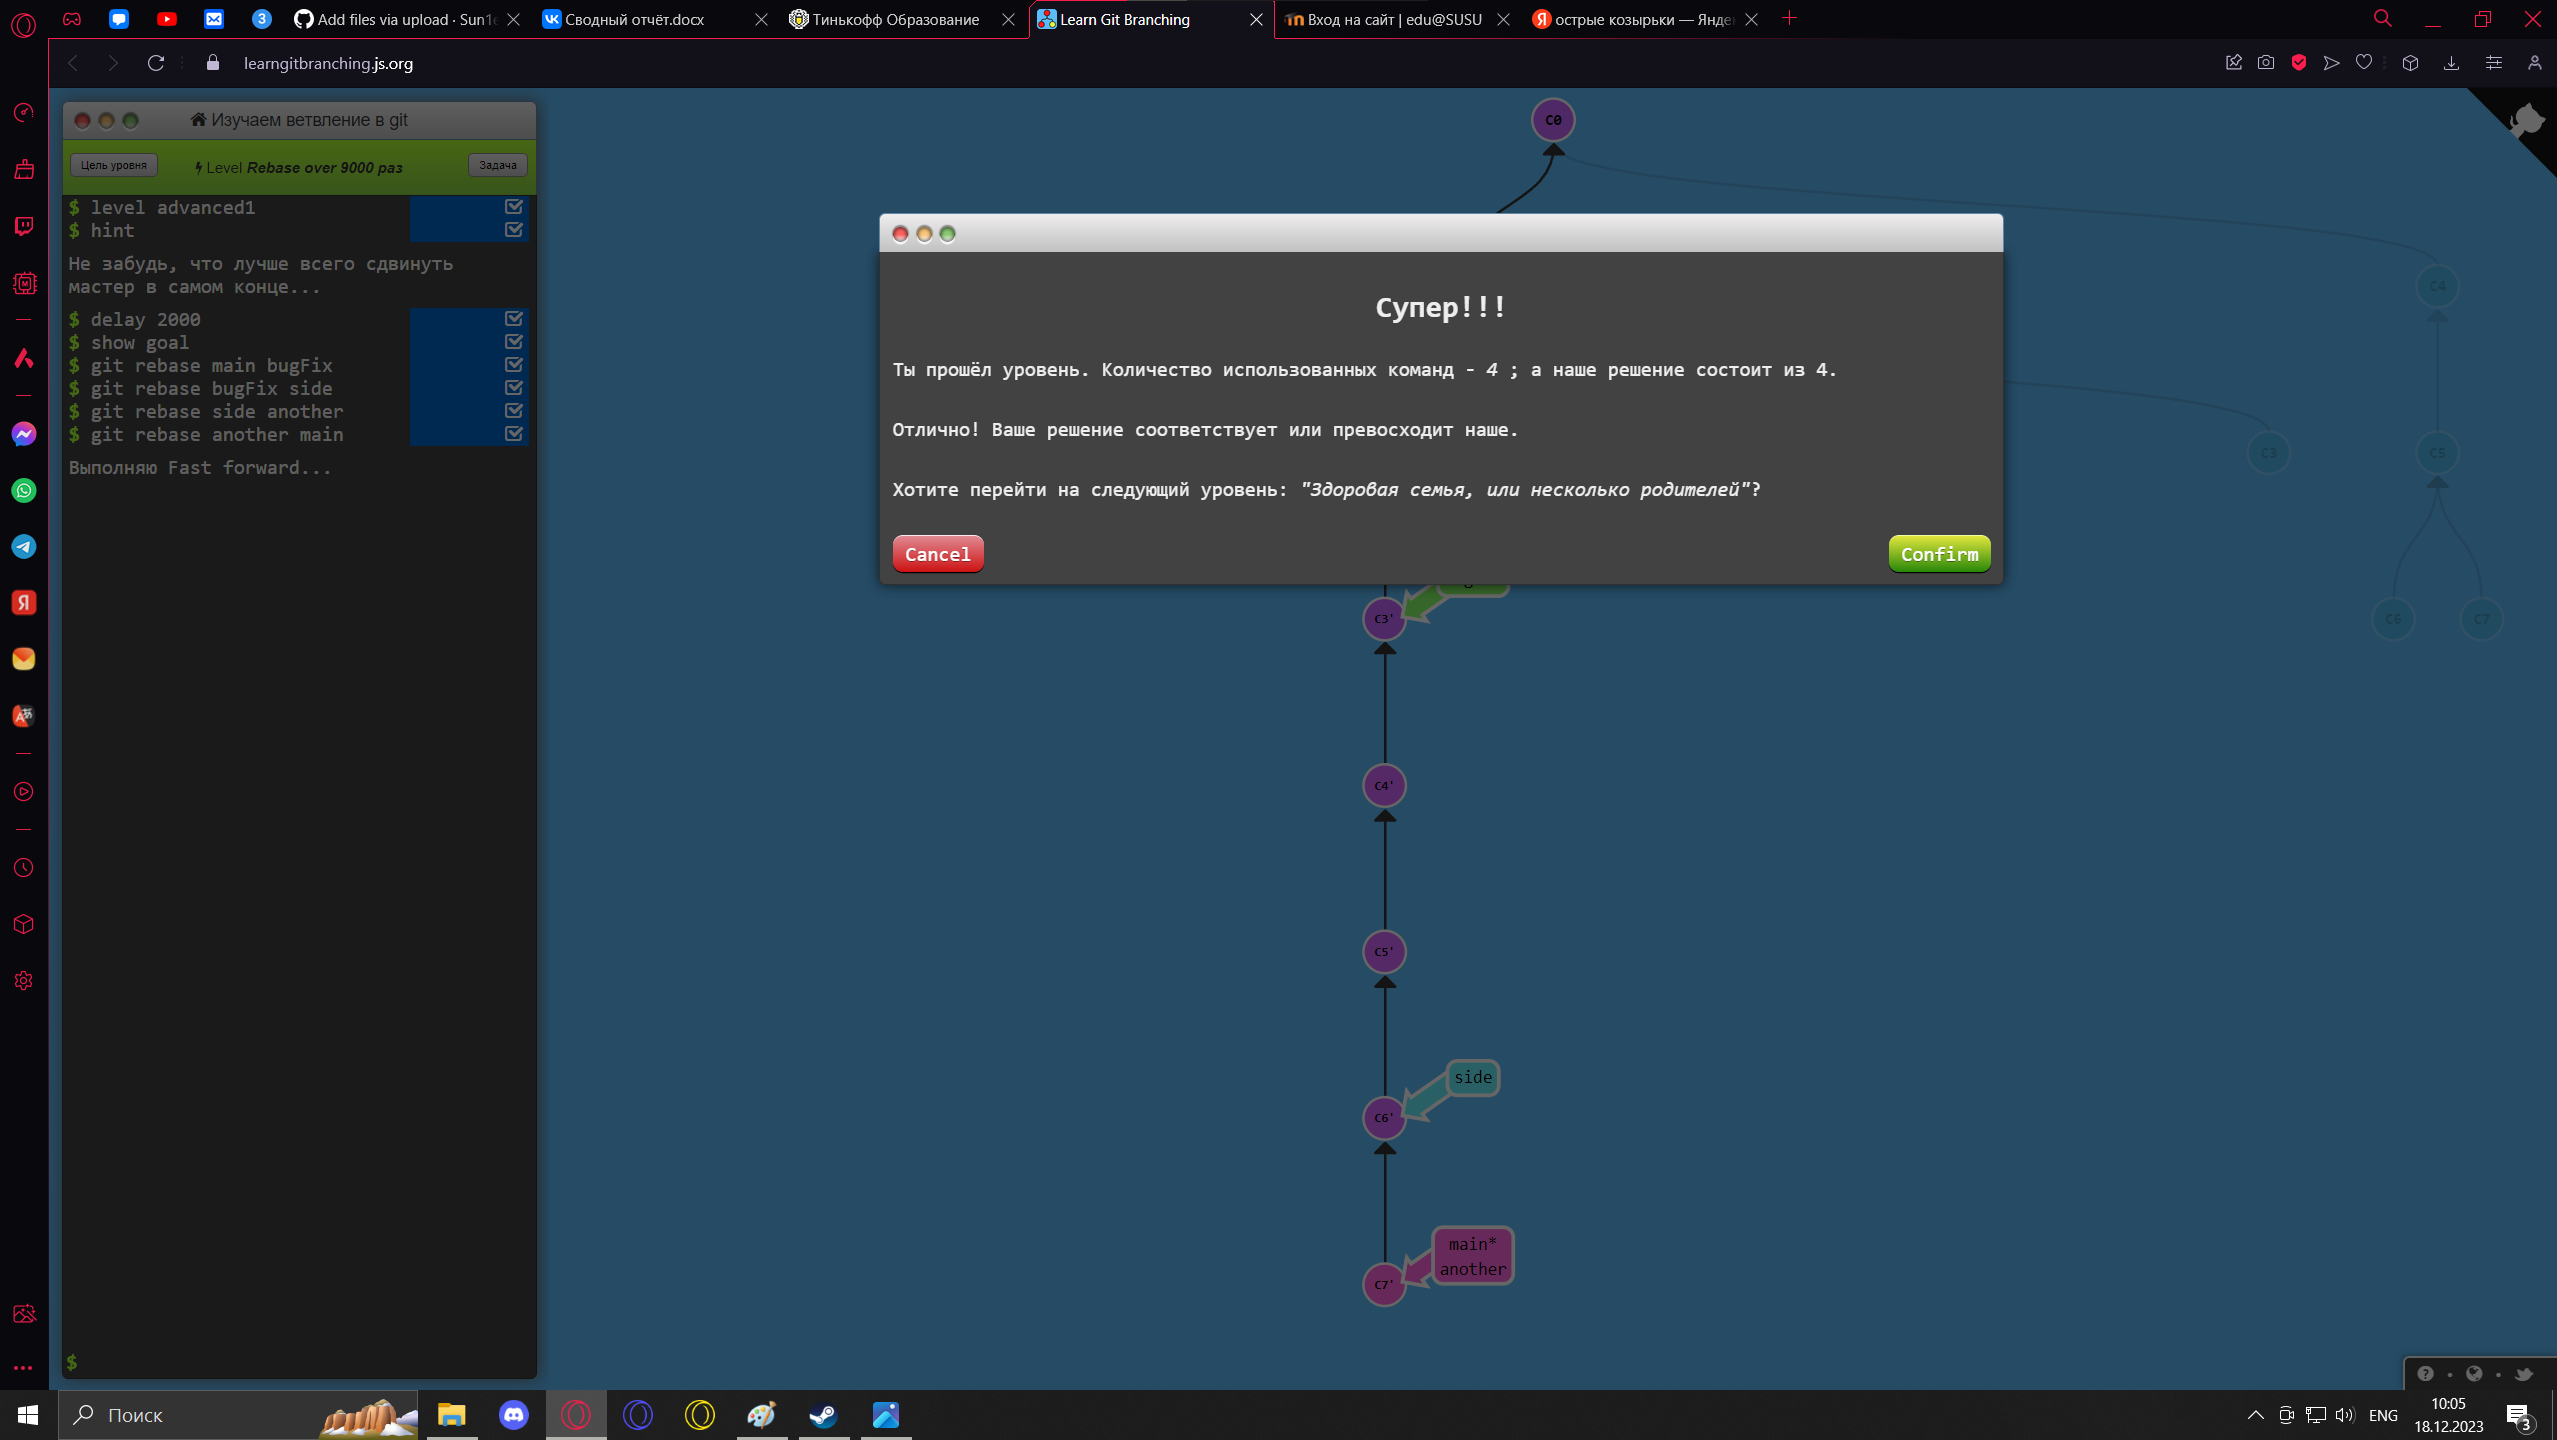 3
Add files via upload · Sun1e
Сводный отчёт.docx
Тинькофф Образование
Learn Git Branching
Вход на сайт | edu@SUSU
острые козырьки — Яндек
learngitbranching.js.org
Изучаем ветвление в git
Цель уровня
Level Rebase over 9000 раз
Задача
$ level advanced1
$ hint
Не забудь, что лучше всего сдвинуть
мастер в самом конце...
$ delay 2000
$ show goal
$ git rebase main bugFix
$ git rebase bugFix side
$ git rebase side another
$ git rebase another main
Выполняю Fast forward...
$
C0
Супер!!!
Ты прошёл уровень. Количество использованных команд - 4 ; а наше решение состоит из 4.
Отлично! Ваше решение соответствует или превосходит наше.
Хотите перейти на следующий уровень: "Здоровая семья, или несколько родителей"?
Cancel
Confirm
C4
C3
C5
C6
C7
C3'
C4'
C5'
side
C6'
main*
another
C7'
Поиск
ENG
10:05
18.12.2023
3